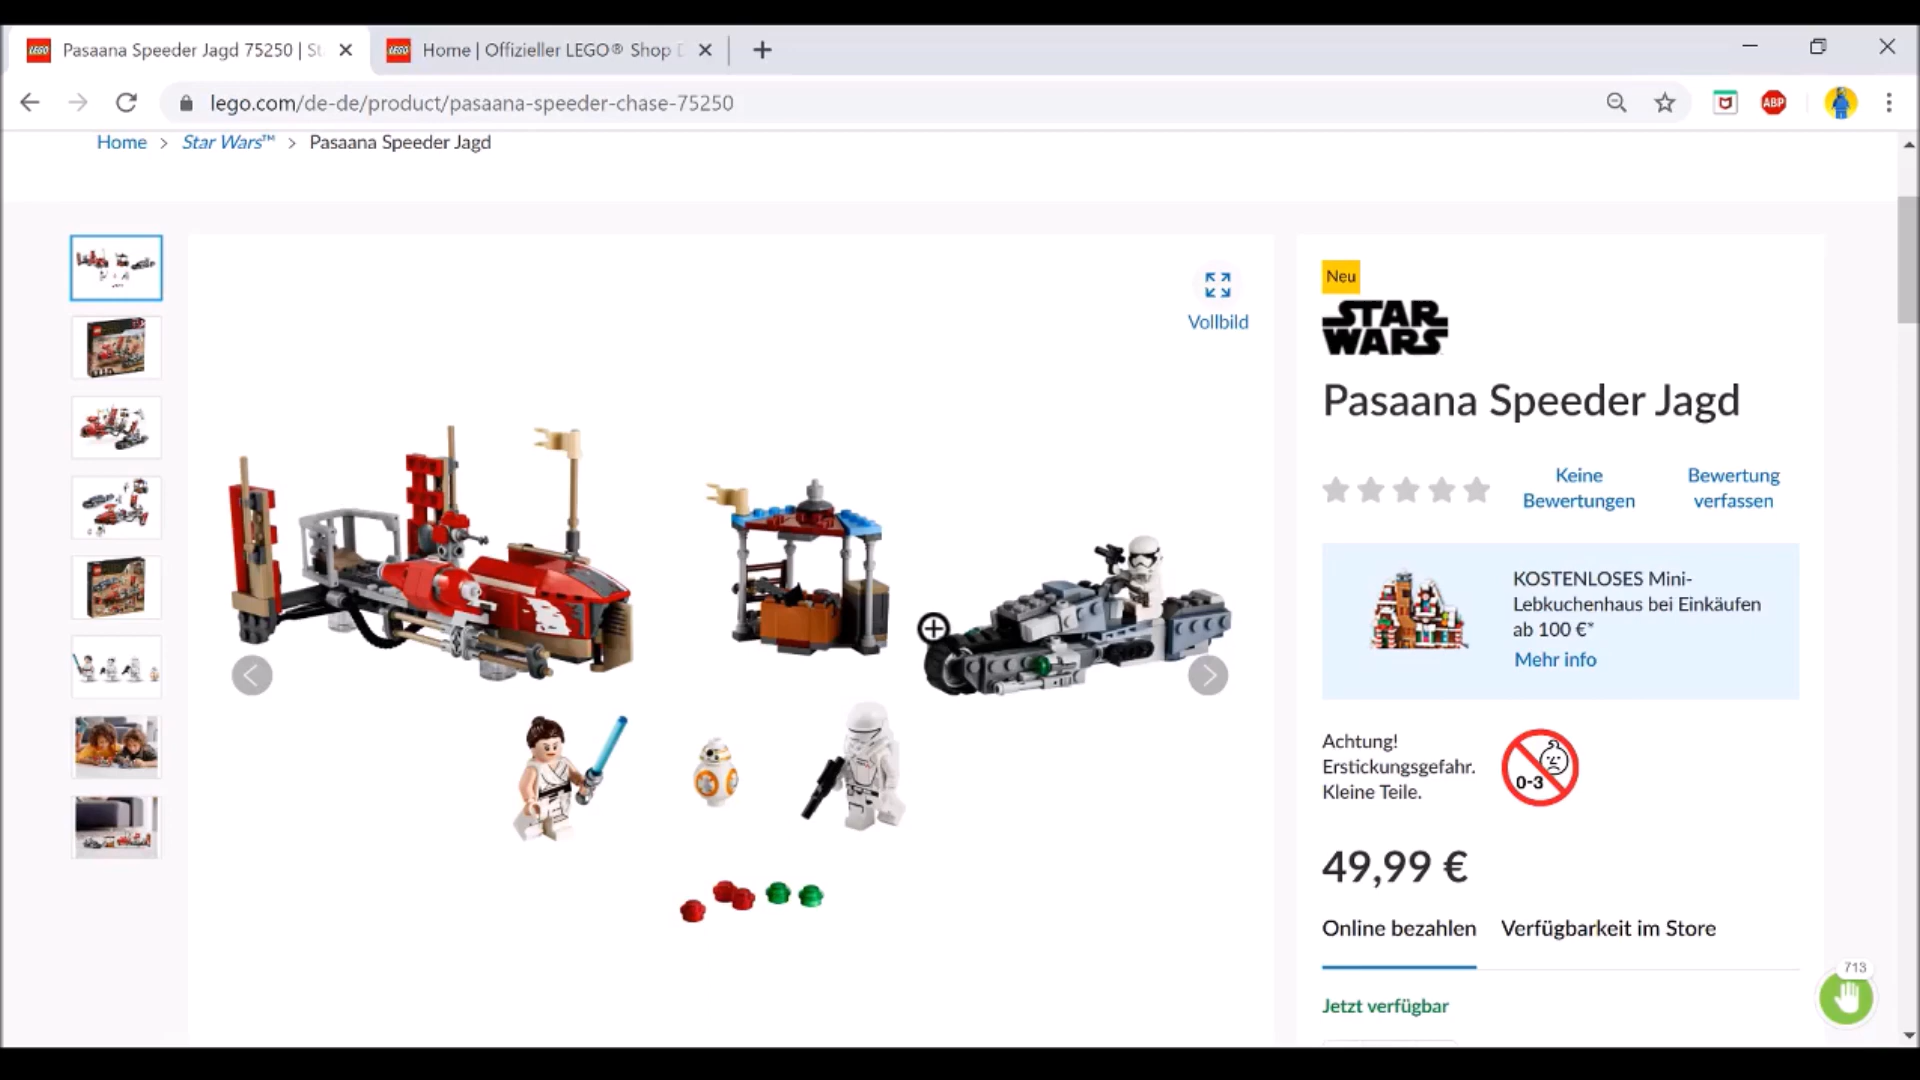 Pasaana Speeder Jagd 75250 | St
Home | Offizieller LEGO® Shop D
lego.com/de-de/product/pasaana-speeder-chase-75250
ABP
Home > Star Wars™ > Pasaana Speeder Jagd
Vollbild
Neu
STAR
WARS
Pasaana Speeder Jagd
Keine
Bewertungen
Bewertung
verfassen
KOSTENLOSES Mini-
Lebkuchenhaus bei Einkäufen
ab 100 €*
Mehr info
Achtung!
Erstickungsgefahr.
Kleine Teile.
0-3
49,99 €
Online bezahlen
Verfügbarkeit im Store
Jetzt verfügbar
713